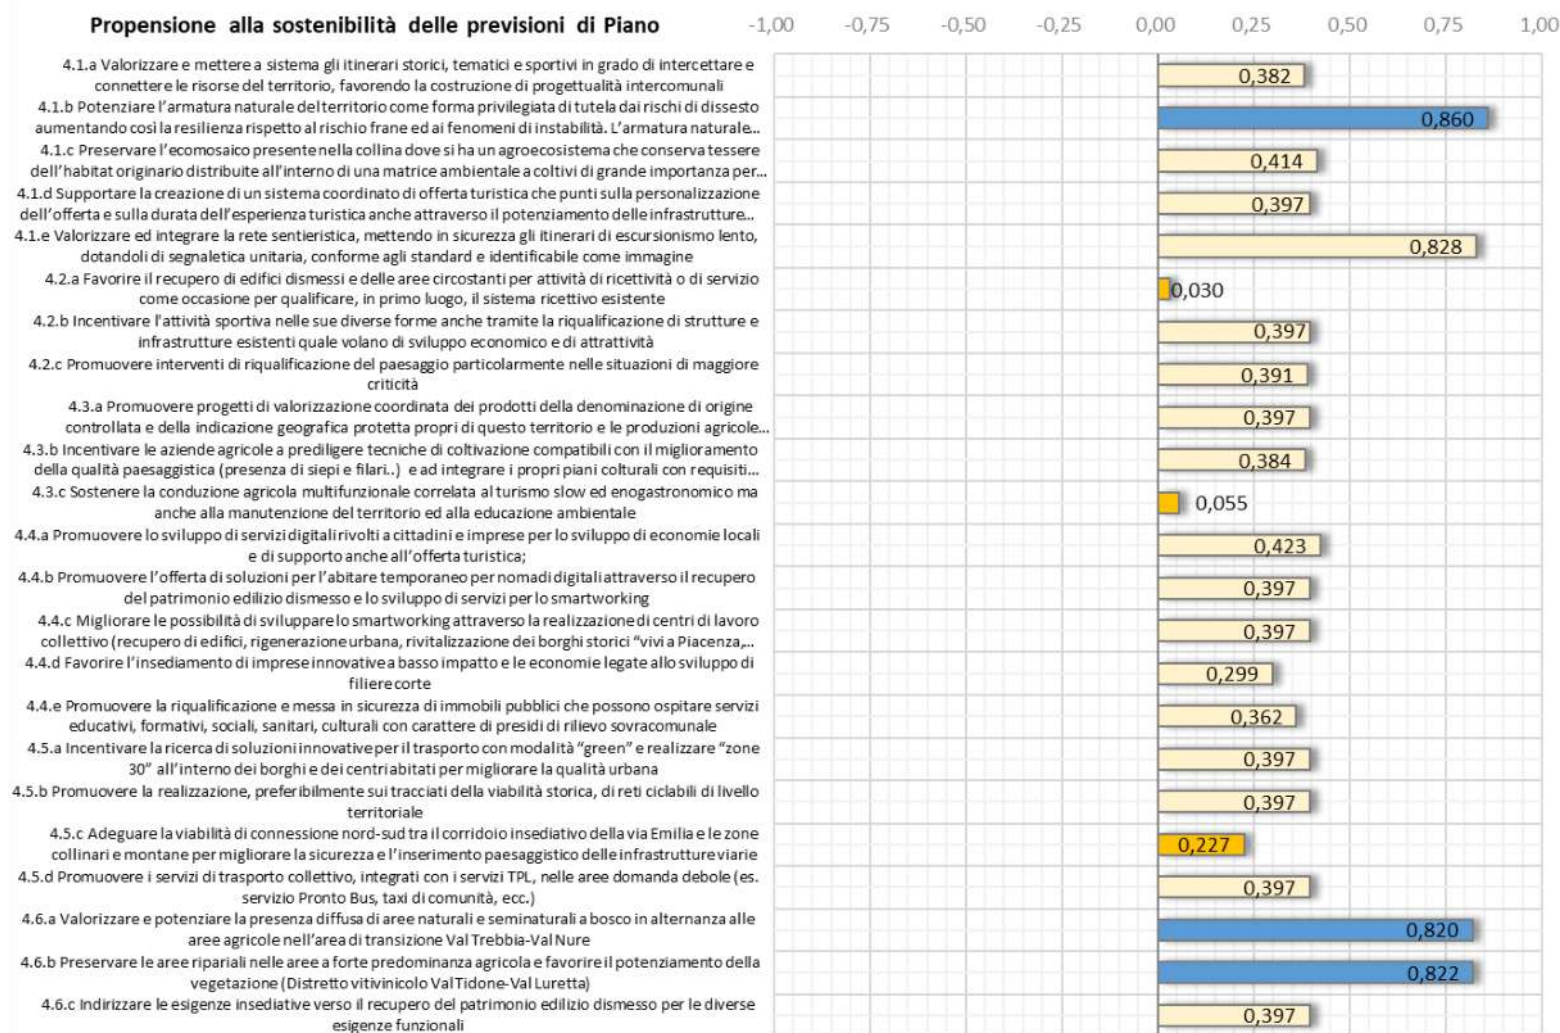 Propensione alla sostenibilità delle previsioni di Piano
-1,00 -0,75 -0,50 -0,25 0,00 0,25 0,50 0,75 1,00
4.1.a Valorizzare e mettere a sistema gli itinerari storici, tematici e sportivi in grado di intercettare e
connettere le risorse del territorio, favorendo la costruzione di progettualità intercomunali
0,382
4.1.b Potenziare l'armatura naturale del territorio come forma privilegiata di tutela dai rischi di dissesto
aumentando così la resilienza rispetto al rischio frane ed ai fenomeni di instabilità. L'armatura naturale...
0,860
4.1.c Preservare l'ecomosaico presente nella collina dove si ha un agroecosistema che conserva tessere
dell'habitat originario distribuite all'interno di una matrice ambientale a coltivi di grande importanza per...
0,414
4.1.d Supportare la creazione di un sistema coordinato di offerta turistica che punti sulla personalizzazione
dell'offerta e sulla durata dell'esperienza turistica anche attraverso il potenziamento delle infrastrutture...
0,397
4.1.e Valorizzare ed integrare la rete sentieristica, mettendo in sicurezza gli itinerari di escursionismo lento,
dotandoli di segnaletica unitaria, conforme agli standard e identificabile come immagine
0,828
4.2.a Favorire il recupero di edifici dismessi e delle aree circostanti per attività di ricettività o di servizio
come occasione per qualificare, in primo luogo, il sistema ricettivo esistente
0,030
4.2.b Incentivare l'attività sportiva nelle sue diverse forme anche tramite la riqualificazione di strutture e
infrastrutture esistenti quale volano di sviluppo economico e di attrattività
0,397
4.2.c Promuovere interventi di riqualificazione del paesaggio particolarmente nelle situazioni di maggiore
criticità
0,391
4.3.a Promuovere progetti di valorizzazione coordinata dei prodotti della denominazione di origine
controllata e della indicazione geografica protetta propri di questo territorio e le produzioni agricole...
0,397
4.3.b Incentivare le aziende agricole a prediligere tecniche di coltivazione compatibili con il miglioramento
della qualità paesaggistica (presenza di siepi e filari..) e ad integrare i propri piani colturali con requisiti...
0,384
4.3.c Sostenere la conduzione agricola multifunzionale correlata al turismo slow ed enogastronomico ma
anche alla manutenzione del territorio ed alla educazione ambientale
0,055
4.4.a Promuovere lo sviluppo di servizi digitali rivolti a cittadini e imprese per lo sviluppo di economie locali
e di supporto anche all'offerta turistica;
0,423
4.4.b Promuovere l'offerta di soluzioni per l'abitare temporaneo per nomadi digitali attraverso il recupero
del patrimonio edilizio dismesso e lo sviluppo di servizi per lo smartworking
0,397
4.4.c Migliorare le possibilità di sviluppare lo smartworking attraverso la realizzazione di centri di lavoro
collettivo (recupero di edifici, rigenerazione urbana, rivitalizzazione dei borghi storici "vivi a Piacenza,...
0,397
4.4.d Favorire l'insediamento di imprese innovative a basso impatto e le economie legate allo sviluppo di
filiere corte
0,299
4.4.e Promuovere la riqualificazione e messa in sicurezza di immobili pubblici che possono ospitare servizi
educativi, formativi, sociali, sanitari, culturali con carattere di presidi di rilievo sovracomunale
0,362
4.5.a Incentivare la ricerca di soluzioni innovative per il trasporto con modalità "green" e realizzare "zone
30" all'interno dei borghi e dei centri abitati per migliorare la qualità urbana
0,397
4.5.b Promuovere la realizzazione, preferibilmente sui tracciati della viabilità storica, di reti ciclabili di livello
territoriale
0,397
4.5.c Adeguare la viabilità di connessione nord-sud tra il corridoio insediativo della via Emilia e le zone
collinari e montane per migliorare la sicurezza e l'inserimento paesaggistico delle infrastrutture viarie
0,227
4.5.d Promuovere i servizi di trasporto collettivo, integrati con i servizi TPL, nelle aree domanda debole (es.
servizio Pronto Bus, taxi di comunità, ecc.)
0,397
4.6.a Valorizzare e potenziare la presenza diffusa di aree naturali e seminaturali a bosco in alternanza alle
aree agricole nell'area di transizione Val Trebbia-Val Nure
0,820
4.6.b Preservare le aree ripariali nelle aree a forte predominanza agricola e favorire il potenziamento della
vegetazione (Distretto vitivinicolo Val Tidone-Val Luretta)
0,822
4.6.c Indirizzare le esigenze insediative verso il recupero del patrimonio edilizio dismesso per le diverse
esigenze funzionali
0,397